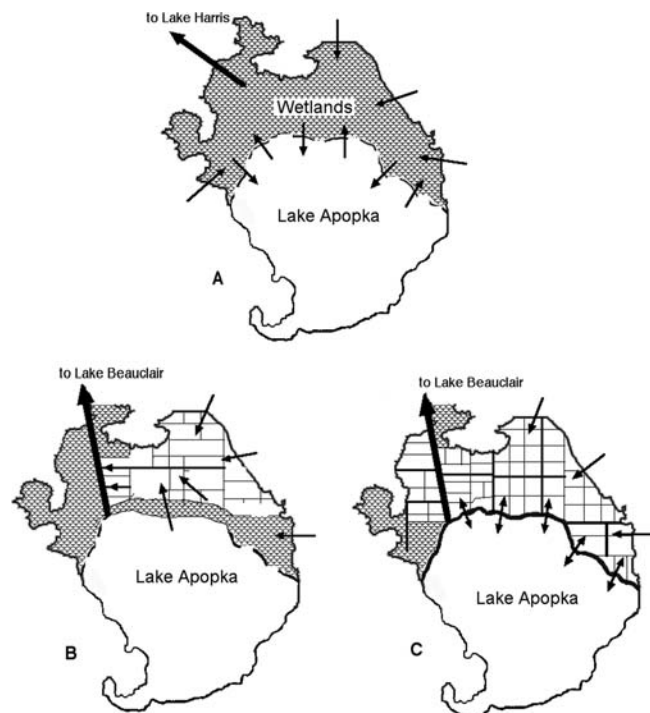 to Lake Harris
Wetlands
Lake Apopka
A
to Lake Beauclair
Lake Apopka
B
to Lake Beauclair
Lake Apopka
C